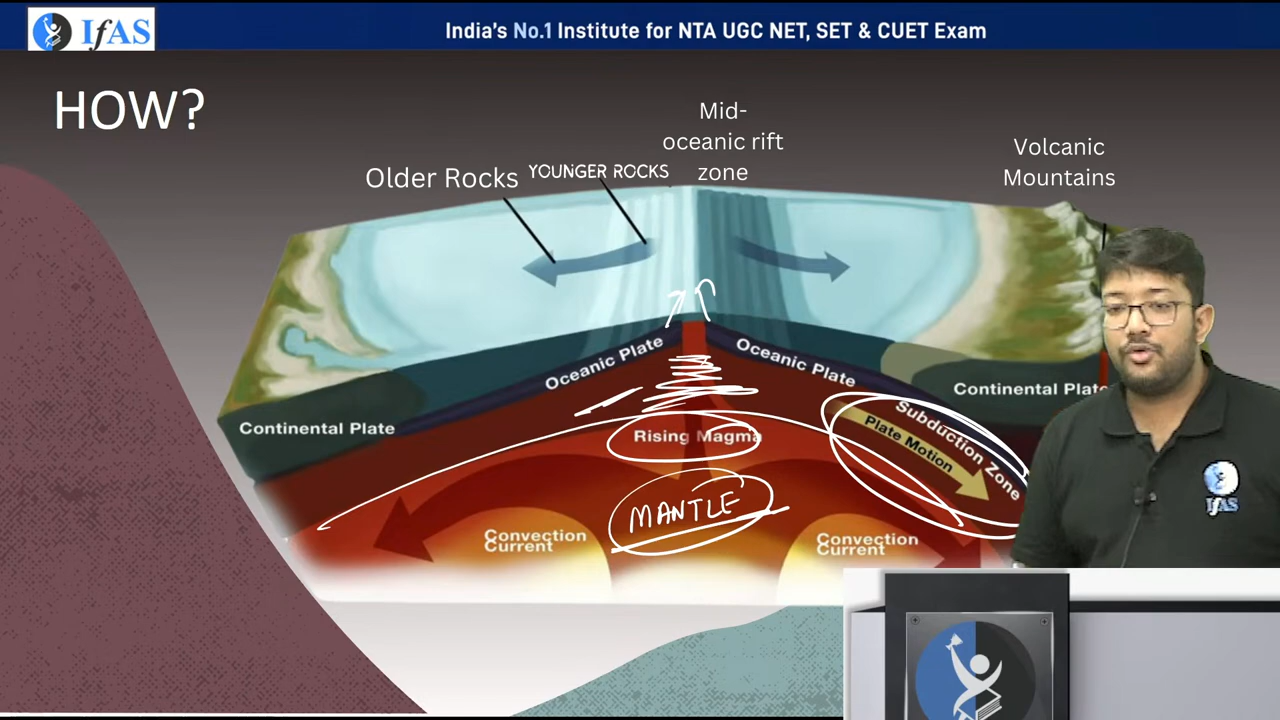 IfAS
India's No.1 Institute for NTA UGC NET, SET & CUET Exam
HOW?
Mid-
oceanic rift
zone
Older Rocks
YOUNGER ROCKS
Volcanic
Mountains
Oceanic Plate
Oceanic Plate
Continental Plate
Continental Plate
Subduction Zone
Plate Motion
Rising Magma
MANTLE
Convection
Current
Convection
Current
IfAS